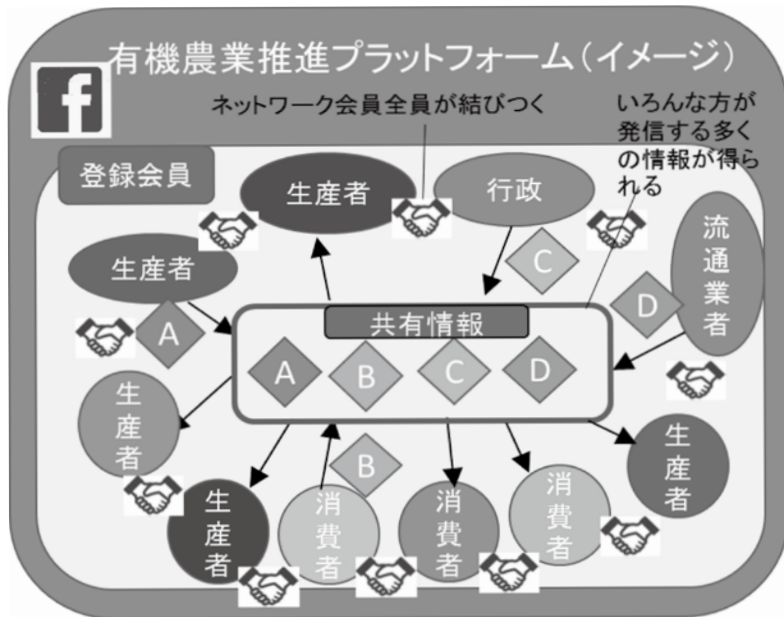 有機農業推進プラットフォーム（イメージ）
f
ネットワーク会員全員が結びつく
いろんな方が
発信する多く
の情報が得ら
れる
登録会員
生産者
行政
流通業者
生産者
C
D
A
共有情報
A
B
C
D
生産者
生産者
B
生産者
消費者
消費者
消費者